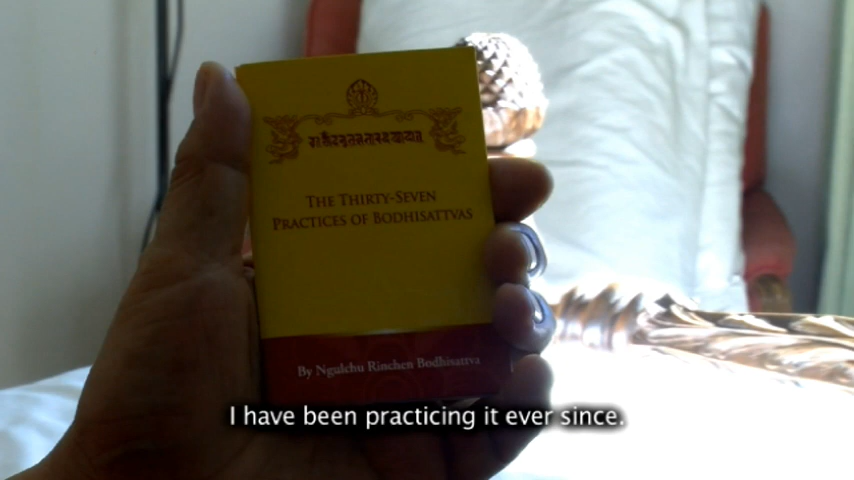 THE THIRTY-SEVEN
PRACTICES OF BODHISATTVAS
By Ngulchu Rinchen Bodhisattva
I have been practicing it ever since.